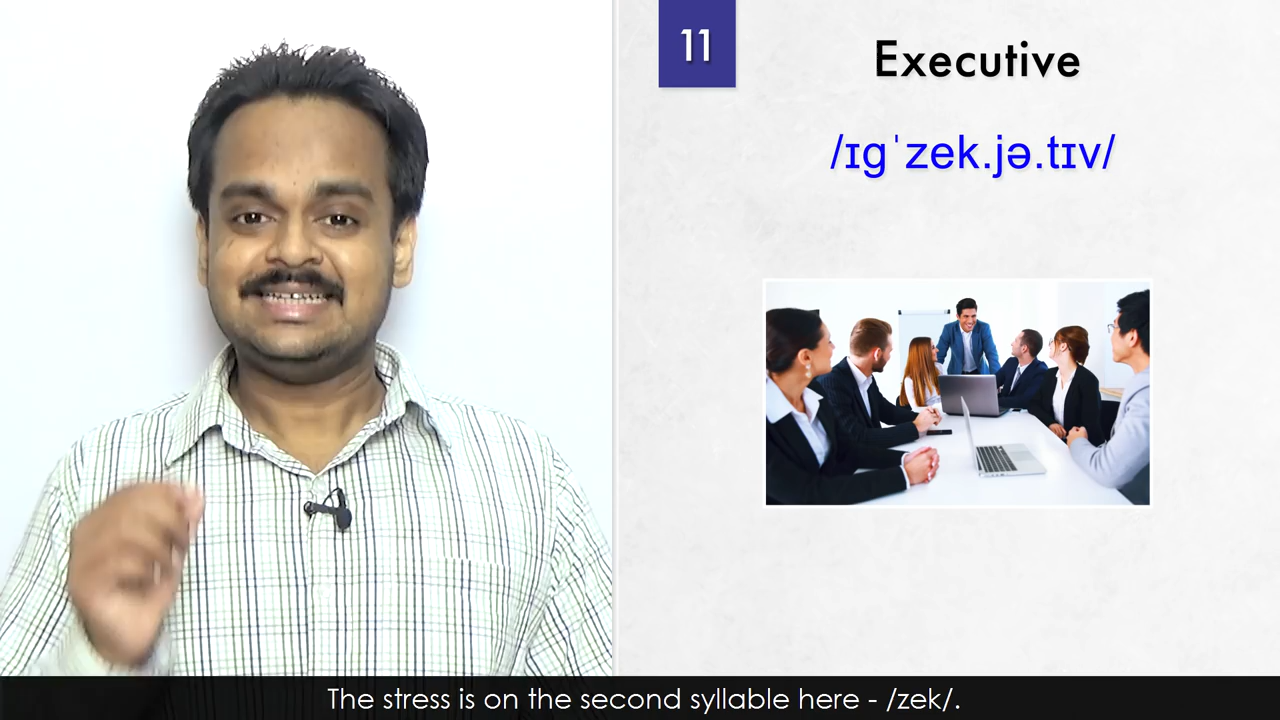 11
Executive
/ɪɡˈzek.jə.tɪv/
The stress is on the second syllable here - /zek/.